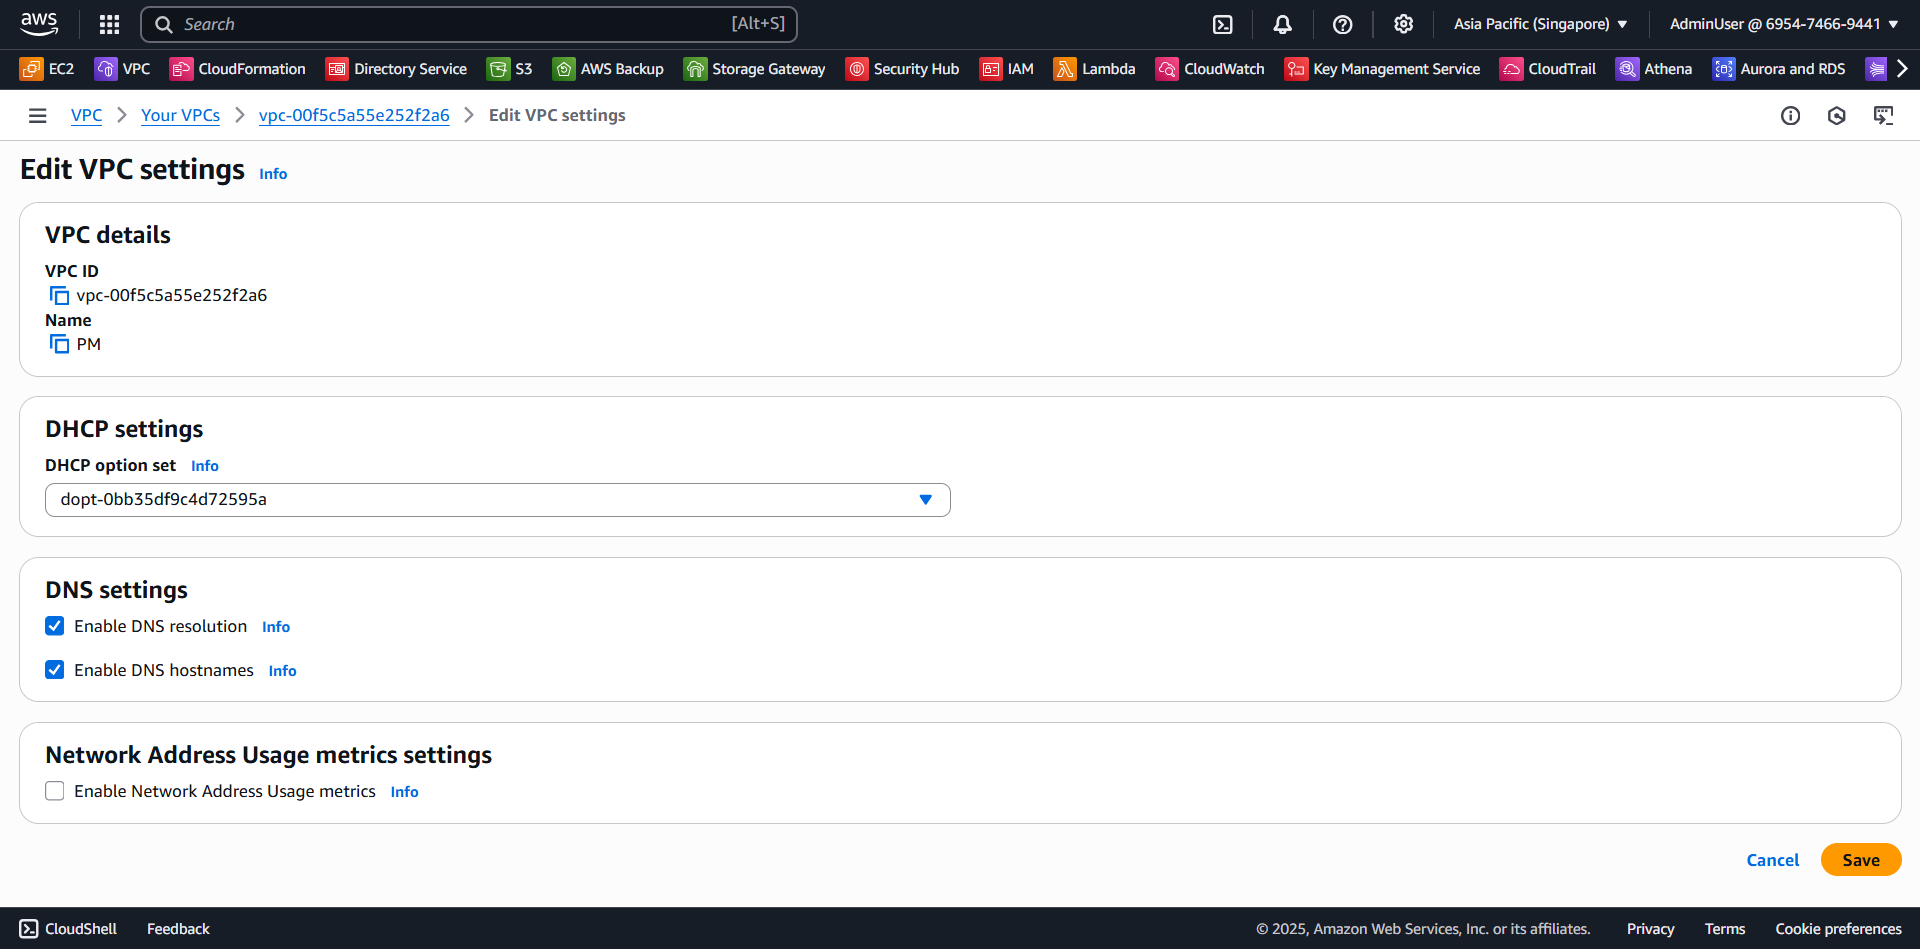 aws
Search [Alt+S]
Asia Pacific (Singapore) AdminUser @ 6954-7466-9441
EC2 VPC CloudFormation Directory Service S3 AWS Backup Storage Gateway Security Hub IAM Lambda CloudWatch Key Management Service CloudTrail Athena Aurora and RDS
VPC Your VPCs vpc-00f5c5a55e252f2a6 Edit VPC settings
Edit VPC settings Info
VPC details
VPC ID
vpc-00f5c5a55e252f2a6
Name
PM
DHCP settings
DHCP option set Info
dopt-0bb35df9c4d72595a
DNS settings
Enable DNS resolution Info
Enable DNS hostnames Info
Network Address Usage metrics settings
Enable Network Address Usage metrics Info
Cancel Save
CloudShell Feedback © 2025, Amazon Web Services, Inc. or its affiliates. Privacy Terms Cookie preferences